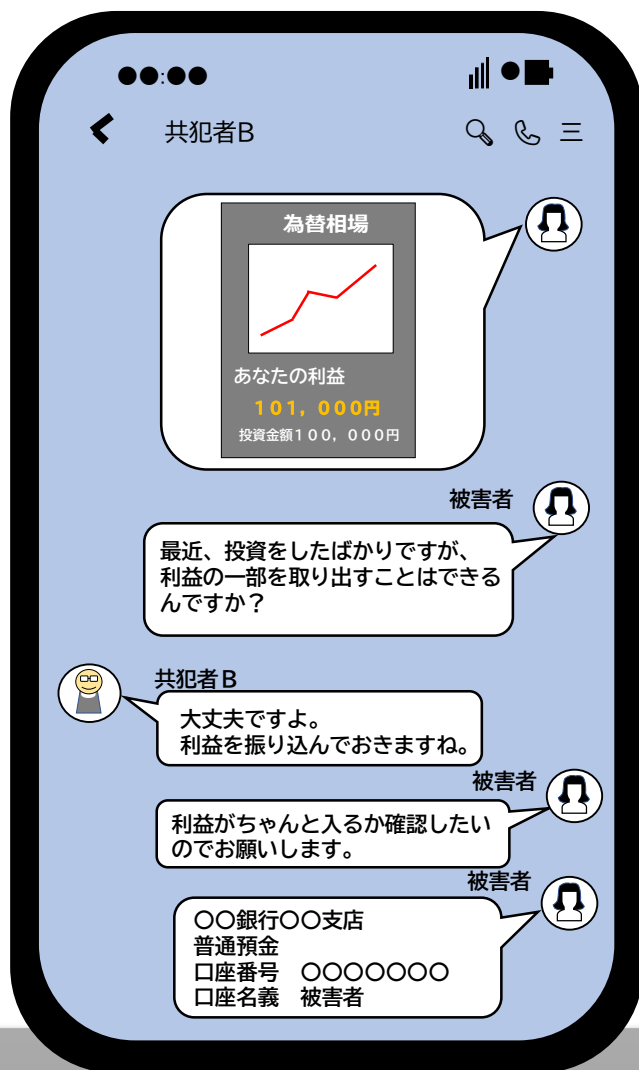 ●●:●●
共犯者B
為替相場
あなたの利益
１０１，０００円
投資金額１００，０００円
被害者
最近、投資をしたばかりですが、
利益の一部を取り出すことはできる
んですか？
共犯者Ｂ
大丈夫ですよ。
利益を振り込んでおきますね。
被害者
利益がちゃんと入るか確認したい
のでお願いします。
被害者
〇〇銀行〇〇支店
普通預金
口座番号　〇〇〇〇〇〇〇
口座名義　被害者